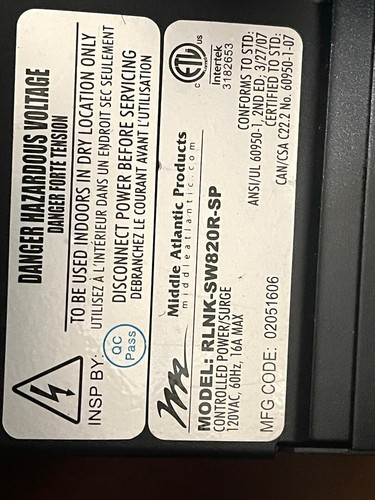 DANGER HAZARDOUS VOLTAGE
DANGER FORTE TENSION
TO BE USED INDOORS IN DRY LOCATION ONLY
UTILISEZ À L'INTÉRIEUR DANS UN ENDROIT SEC SEULEMENT
DISCONNECT POWER BEFORE SERVICING
DEBRANCHEZ LE COURANT AVANT L'UTILISATION
INSP BY:
QC
Pass
Middle Atlantic Products
middleatlantic.com
MODEL: RLNK-SW820R-SP
CONTROLLED POWER/SURGE
120VAC, 60Hz, 16A MAX
MFG CODE: 02051606
ETL
c
us
Intertek
3182653
CONFORMS TO STD:
ANSI/UL 60950-1, 2ND ED; 3/27/07
CERTIFIED TO STD:
CAN/CSA C22.2 No. 60950-1-07